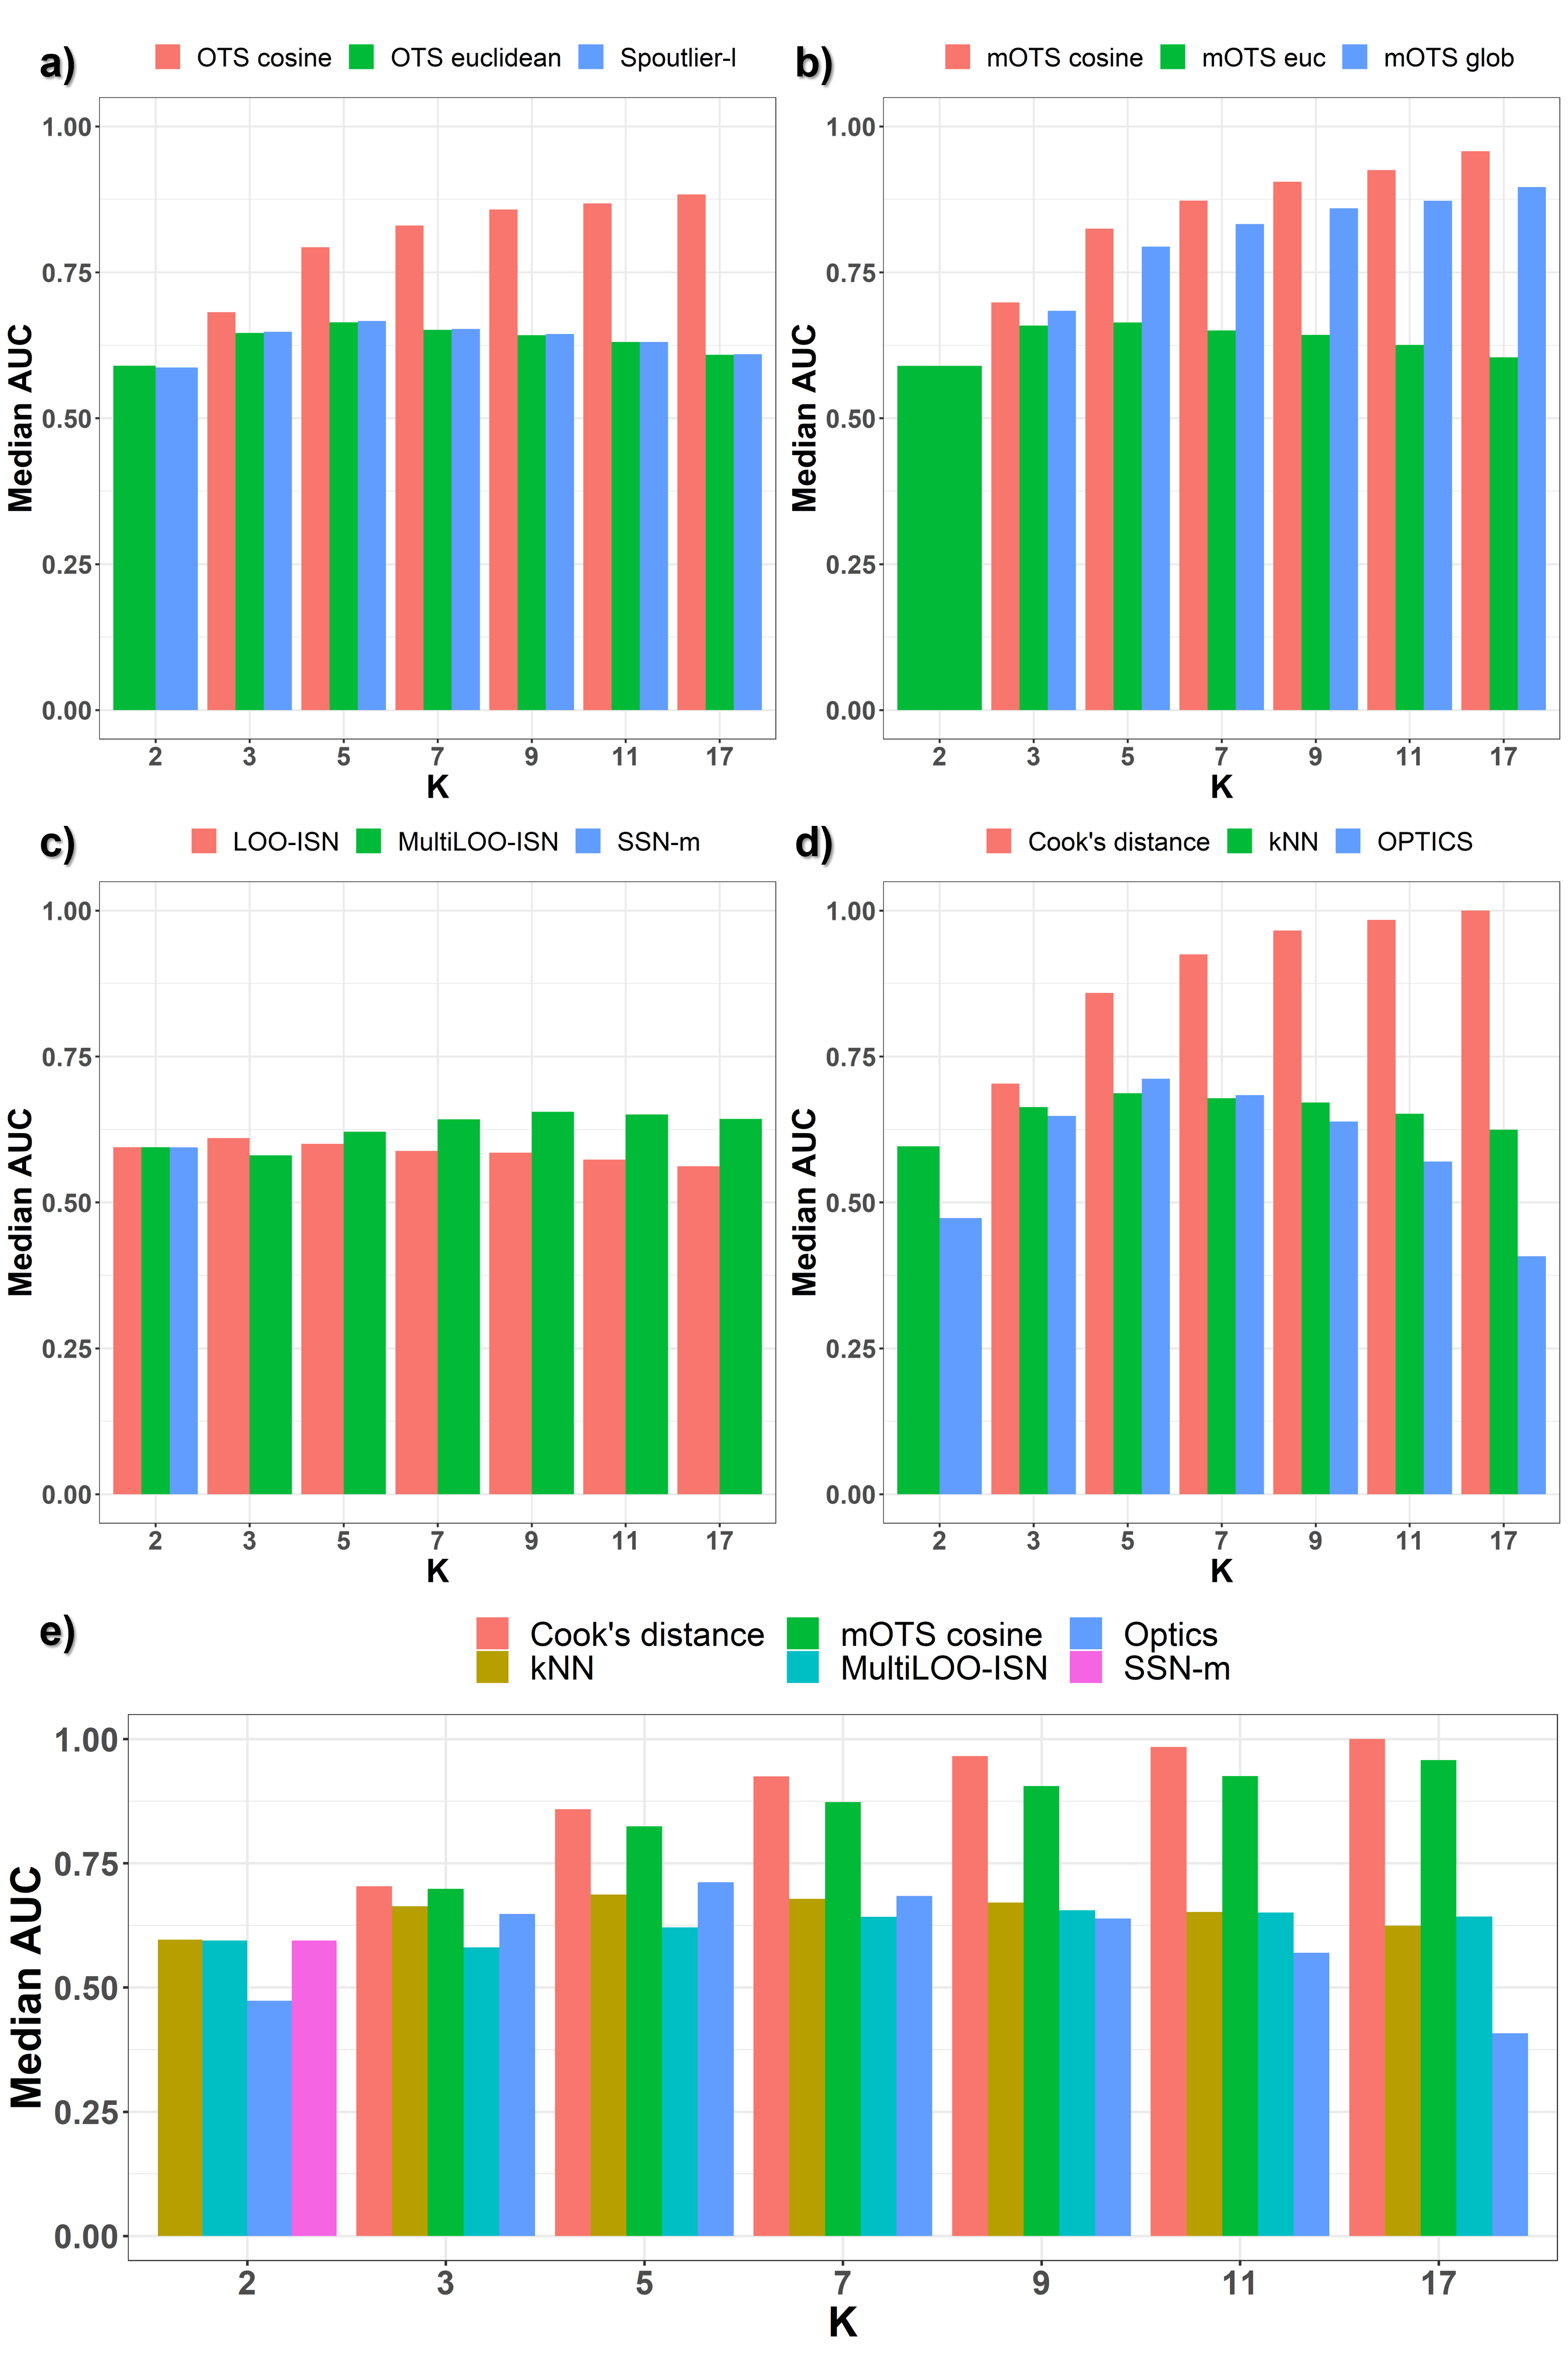 a)
OTS cosine OTS euclidean Spoutlier-I
1.00
0.75
0.50
0.25
0.00
Median AUC
2 3 5 7 9 11 17
K
b)
mOTS cosine mOTS euc mOTS glob
1.00
0.75
0.50
0.25
0.00
Median AUC
2 3 5 7 9 11 17
K
c)
LOO-ISN MultiLOO-ISN SSN-m
1.00
0.75
0.50
0.25
0.00
Median AUC
2 3 5 7 9 11 17
K
d)
Cook's distance kNN OPTICS
1.00
0.75
0.50
0.25
0.00
Median AUC
2 3 5 7 9 11 17
K
e)
Cook's distance mOTS cosine Optics
kNN MultiLOO-ISN SSN-m
1.00
0.75
0.50
0.25
0.00
Median AUC
2 3 5 7 9 11 17
K